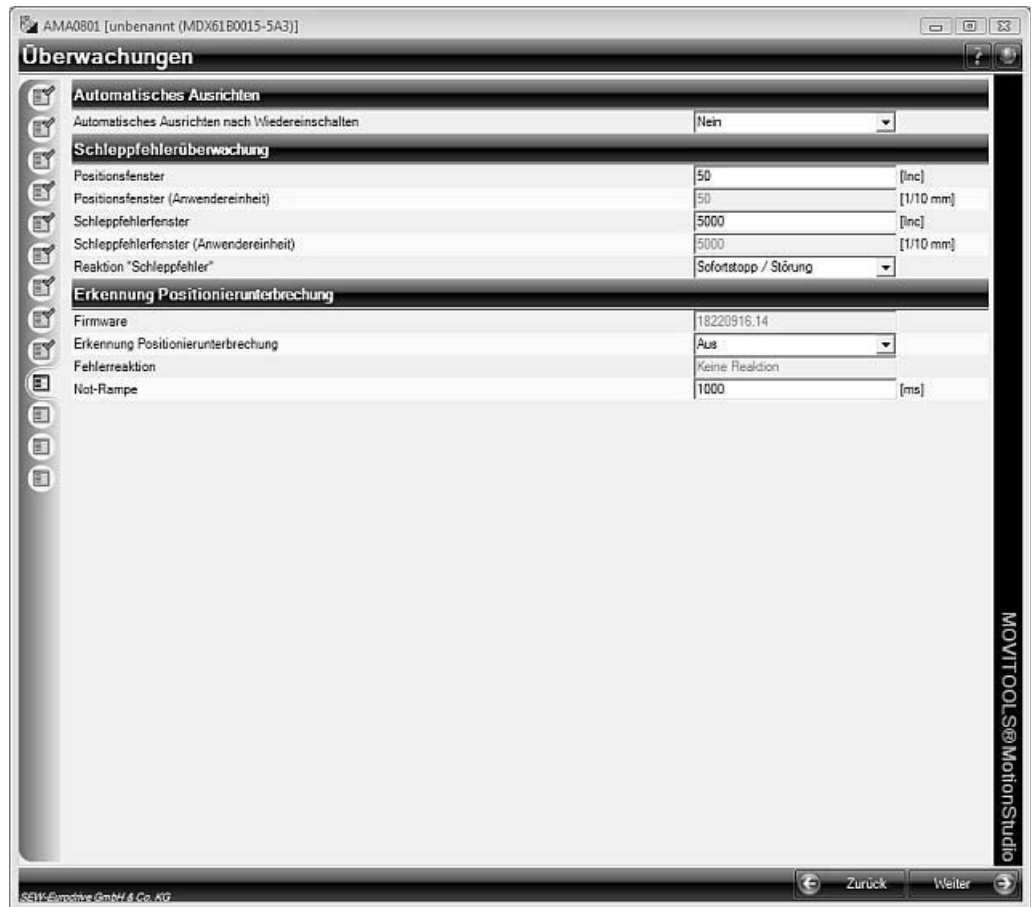 AMA0801 [unbenannt (MDX61B0015-5A3)]
Überwachungen
Automatisches Ausrichten
Automatisches Ausrichten nach Wiedereinschalten Nein
Schleppfehlerüberwachung
Positionsfenster 50 [Inc]
Positionsfenster (Anwendereinheit) 50 [1/10 mm]
Schleppfehlerfenster 5000 [Inc]
Schleppfehlerfenster (Anwendereinheit) 5000 [1/10 mm]
Reaktion "Schleppfehler" Sofortstopp / Störung
Erkennung Positionierunterbrechung
Firmware 18220916.14
Erkennung Positionierunterbrechung Aus
Fehlerreaktion Keine Reaktion
Not-Rampe 1000 [ms]
MOVITOOLS®MotionStudio
Zurück Weiter
SEW-Eurodrive GmbH & Co. KG